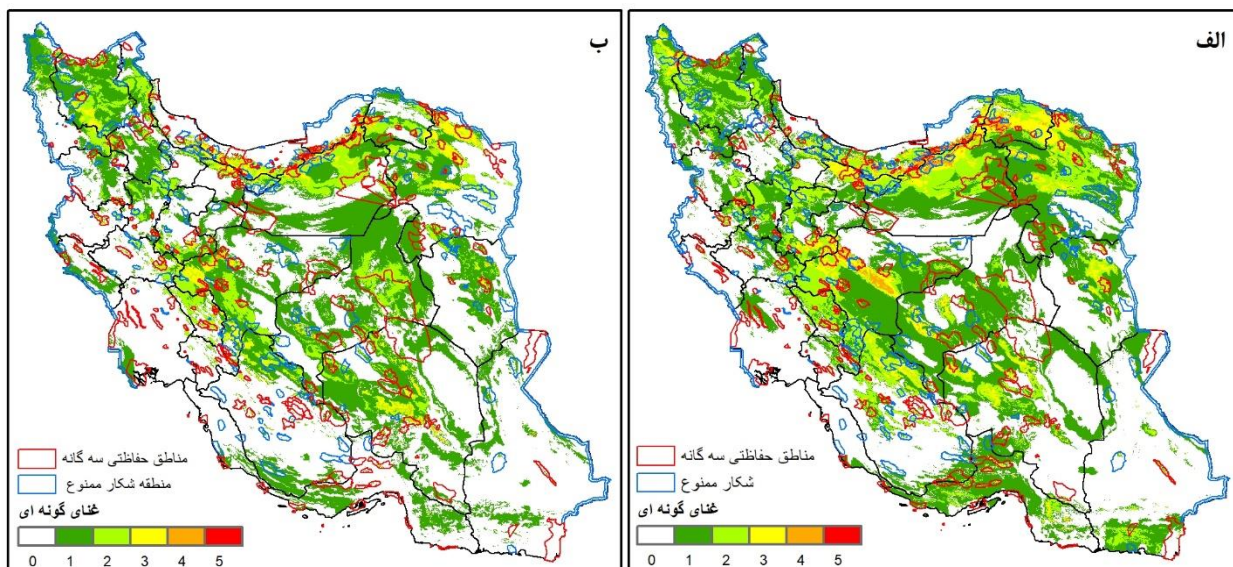 الف
مناطق حفاظتی سه گانه
شکار ممنوع
غنای گونه ای
0 1 2 3 4 5
ب
مناطق حفاظتی سه گانه
منطقه شکار ممنوع
غنای گونه ای
0 1 2 3 4 5